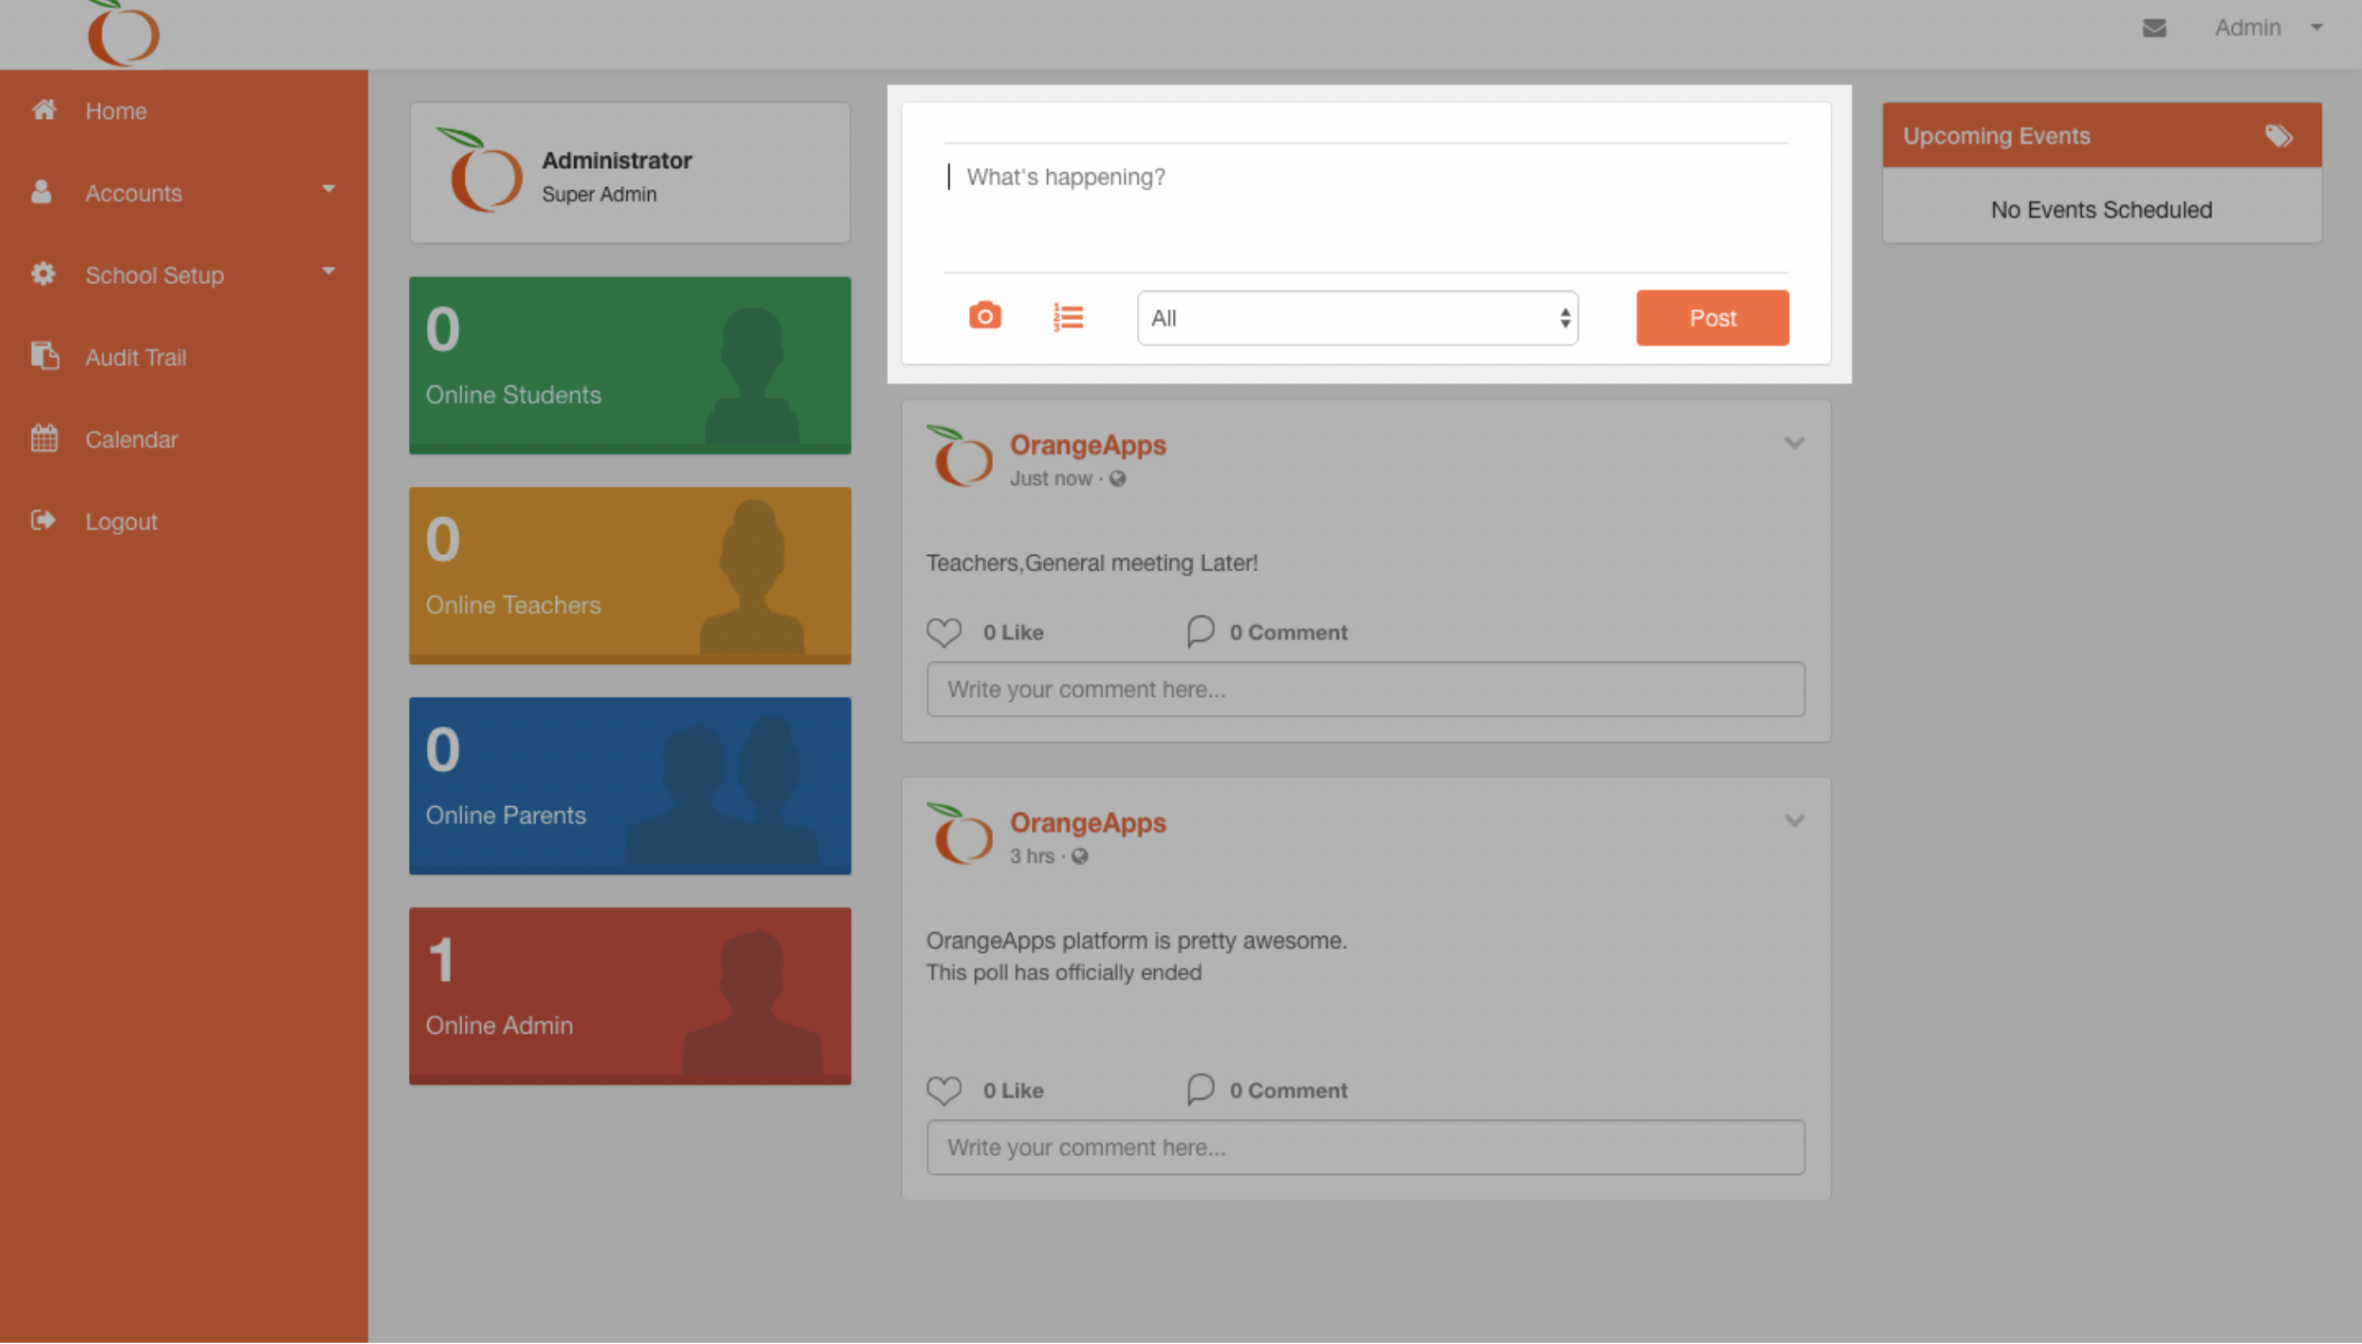 Admin
Home
Accounts
School Setup
Audit Trail
Calendar
Logout
Administrator
Super Admin
0
Online Students
0
Online Teachers
0
Online Parents
1
Online Admin
What's happening?
All
Post
OrangeApps
Just now ·
Teachers,General meeting Later!
0 Like
0 Comment
Write your comment here...
OrangeApps
3 hrs ·
OrangeApps platform is pretty awesome.
This poll has officially ended
0 Like
0 Comment
Write your comment here...
Upcoming Events
No Events Scheduled